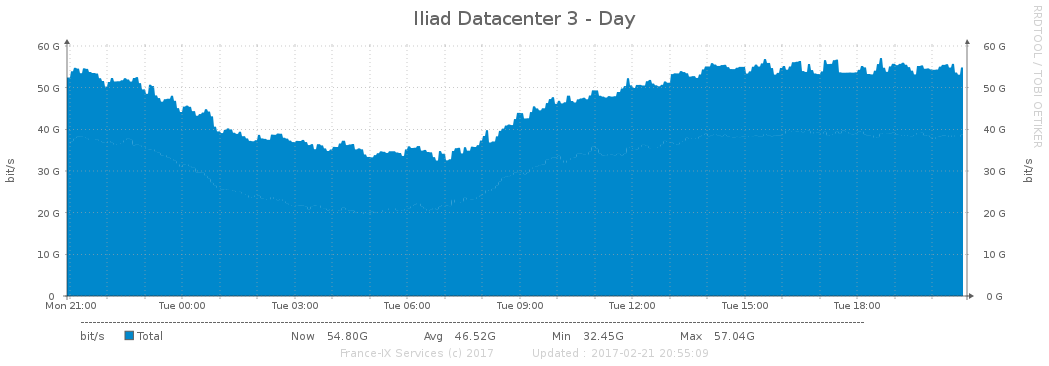 Iliad Datacenter 3 - Day
RRDTOOL / TOBI OETIKER
60 G 60 G
50 G 50 G
40 G 40 G
30 G 30 G
20 G 20 G
10 G 10 G
0 0 G
bit/s bit/s
Mon 21:00 Tue 00:00 Tue 03:00 Tue 06:00 Tue 09:00 Tue 12:00 Tue 15:00 Tue 18:00
bit/s Total Now 54.80G Avg 46.52G Min 32.45G Max 57.04G
France-IX Services (c) 2017 Updated : 2017-02-21 20:55:09